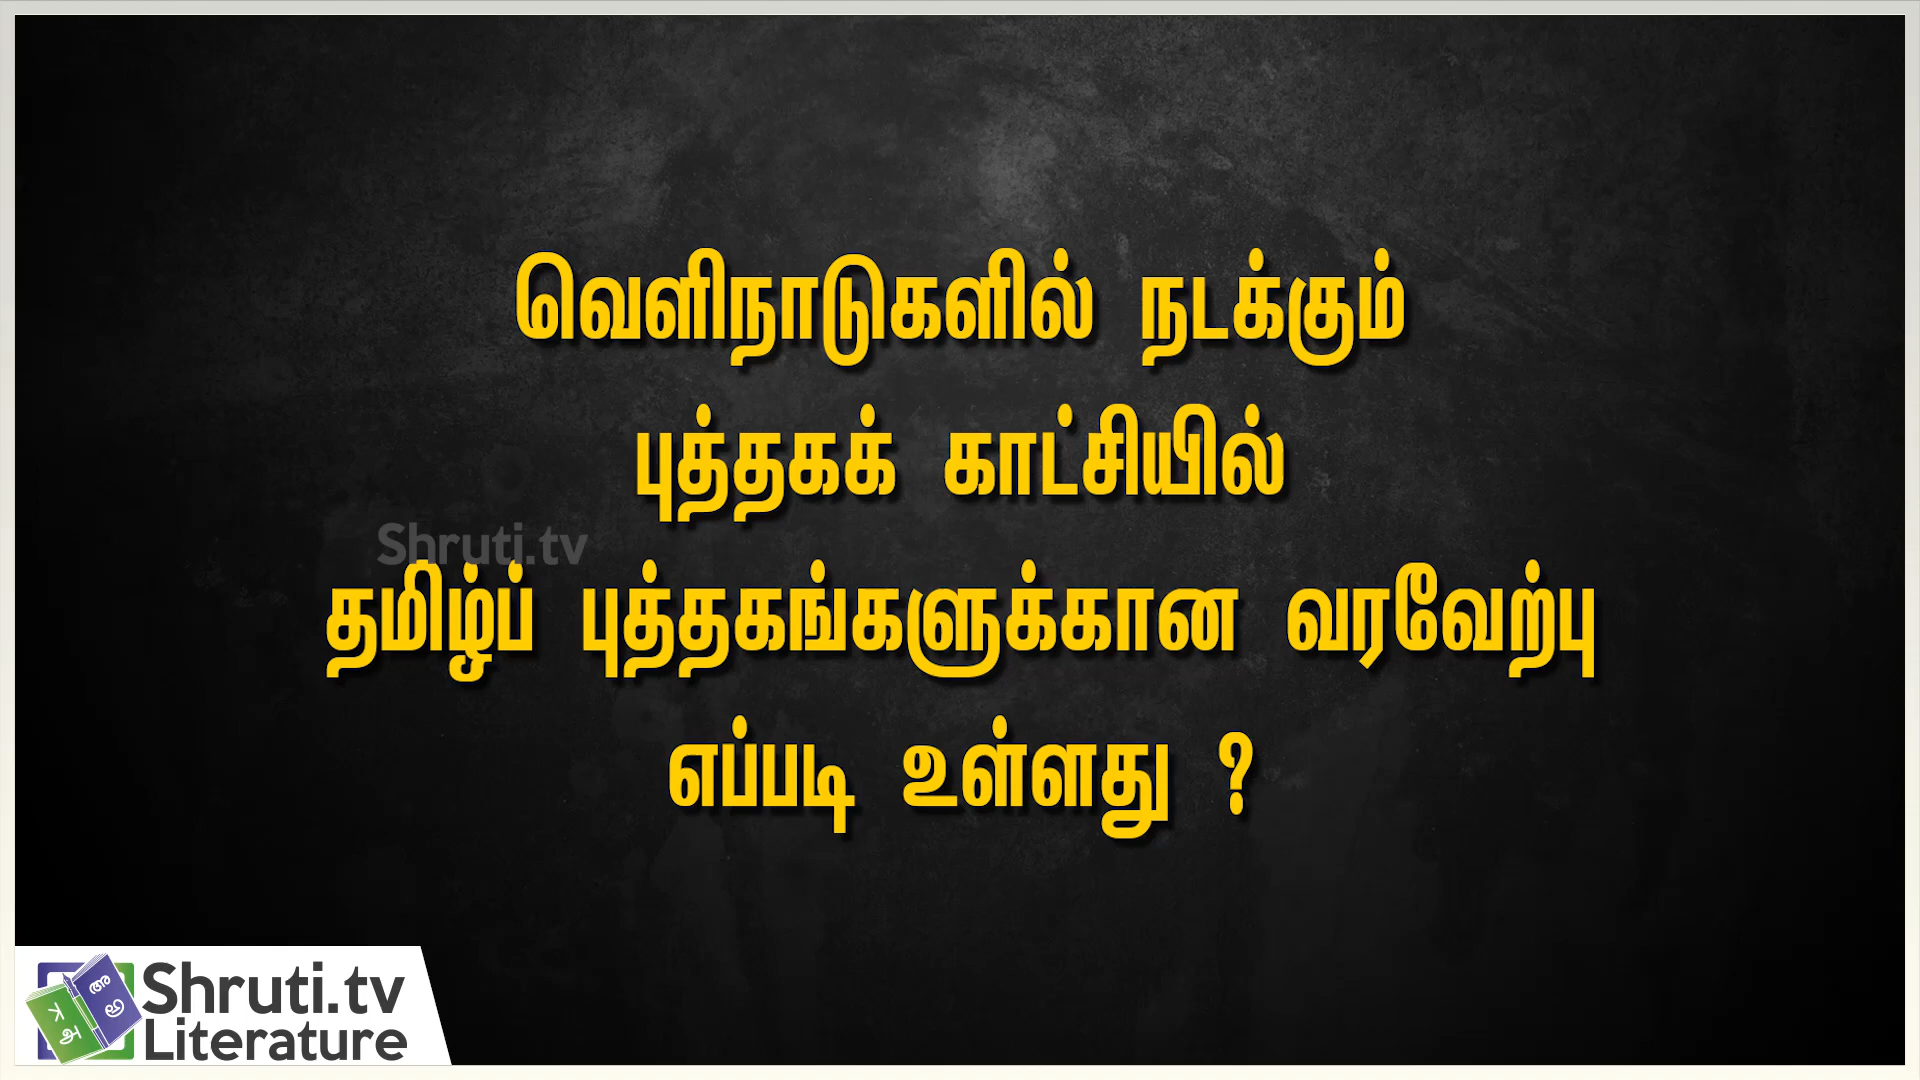 வெளிநாடுகளில் நடக்கும்
புத்தகக் காட்சியில்
Shruti.tv
தமிழ்ப் புத்தகங்களுக்கான வரவேற்பு
எப்படி உள்ளது ?
Shruti.tv
Literature